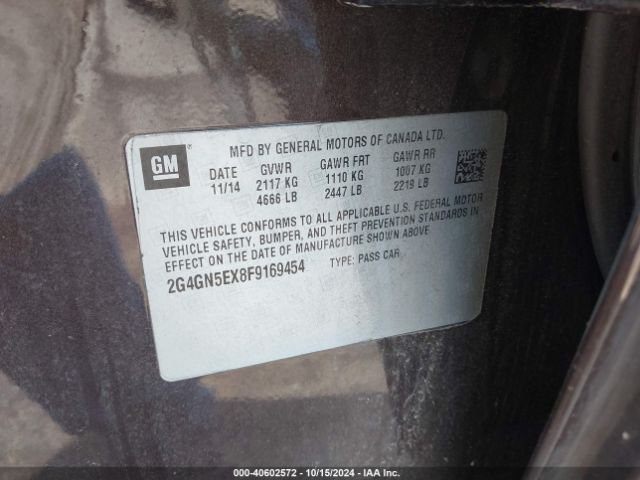 GM
MFD BY GENERAL MOTORS OF CANADA LTD.
DATE GVWR GAWR FRT GAWR RR
11/14 2117 KG 1110 KG 1007 KG
4666 LB 2447 LB 2219 LB
THIS VEHICLE CONFORMS TO ALL APPLICABLE U.S. FEDERAL MOTOR
VEHICLE SAFETY, BUMPER, AND THEFT PREVENTION STANDARDS IN
EFFECT ON THE DATE OF MANUFACTURE SHOWN ABOVE
2G4GN5EX8F9169454 TYPE: PASS CAR
000-40602572 - 10/15/2024 - IAA Inc.